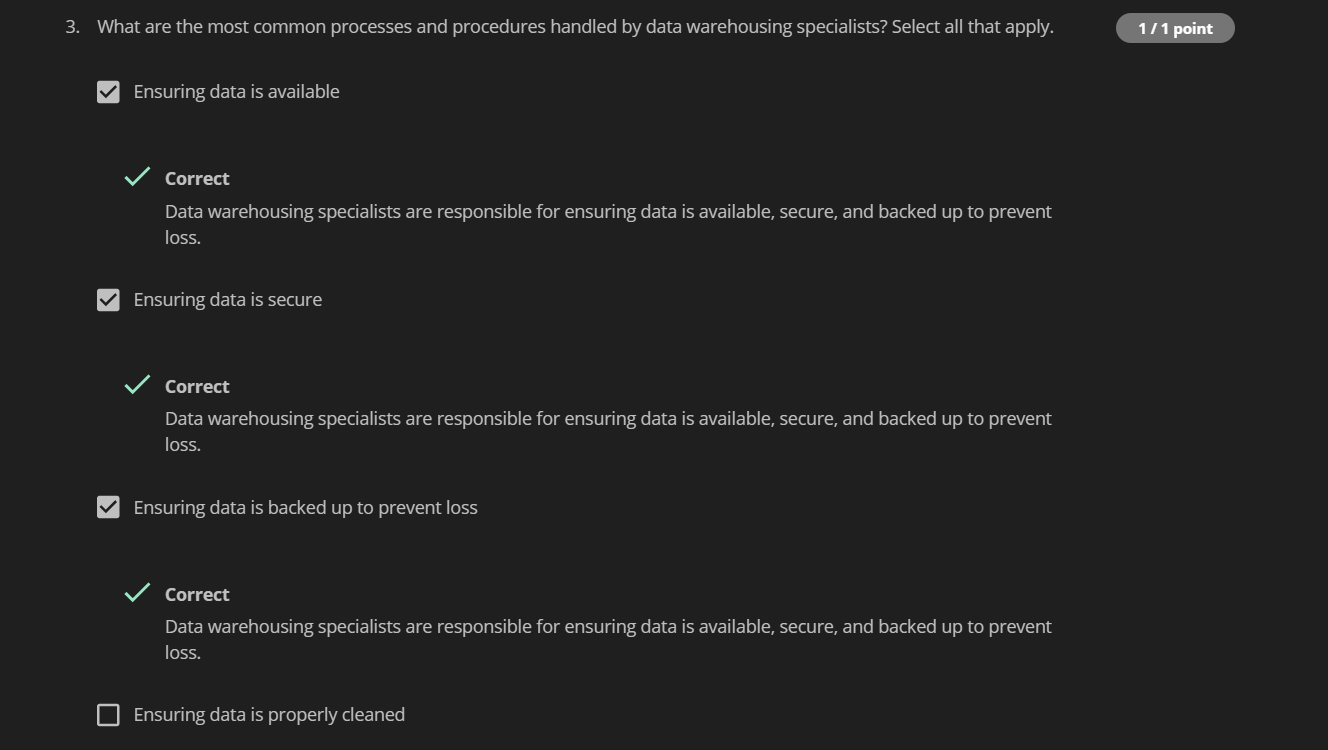 3. What are the most common processes and procedures handled by data warehousing specialists? Select all that apply.
1 / 1 point
Ensuring data is available
Correct
Data warehousing specialists are responsible for ensuring data is available, secure, and backed up to prevent
loss.
Ensuring data is secure
Correct
Data warehousing specialists are responsible for ensuring data is available, secure, and backed up to prevent
loss.
Ensuring data is backed up to prevent loss
Correct
Data warehousing specialists are responsible for ensuring data is available, secure, and backed up to prevent
loss.
Ensuring data is properly cleaned